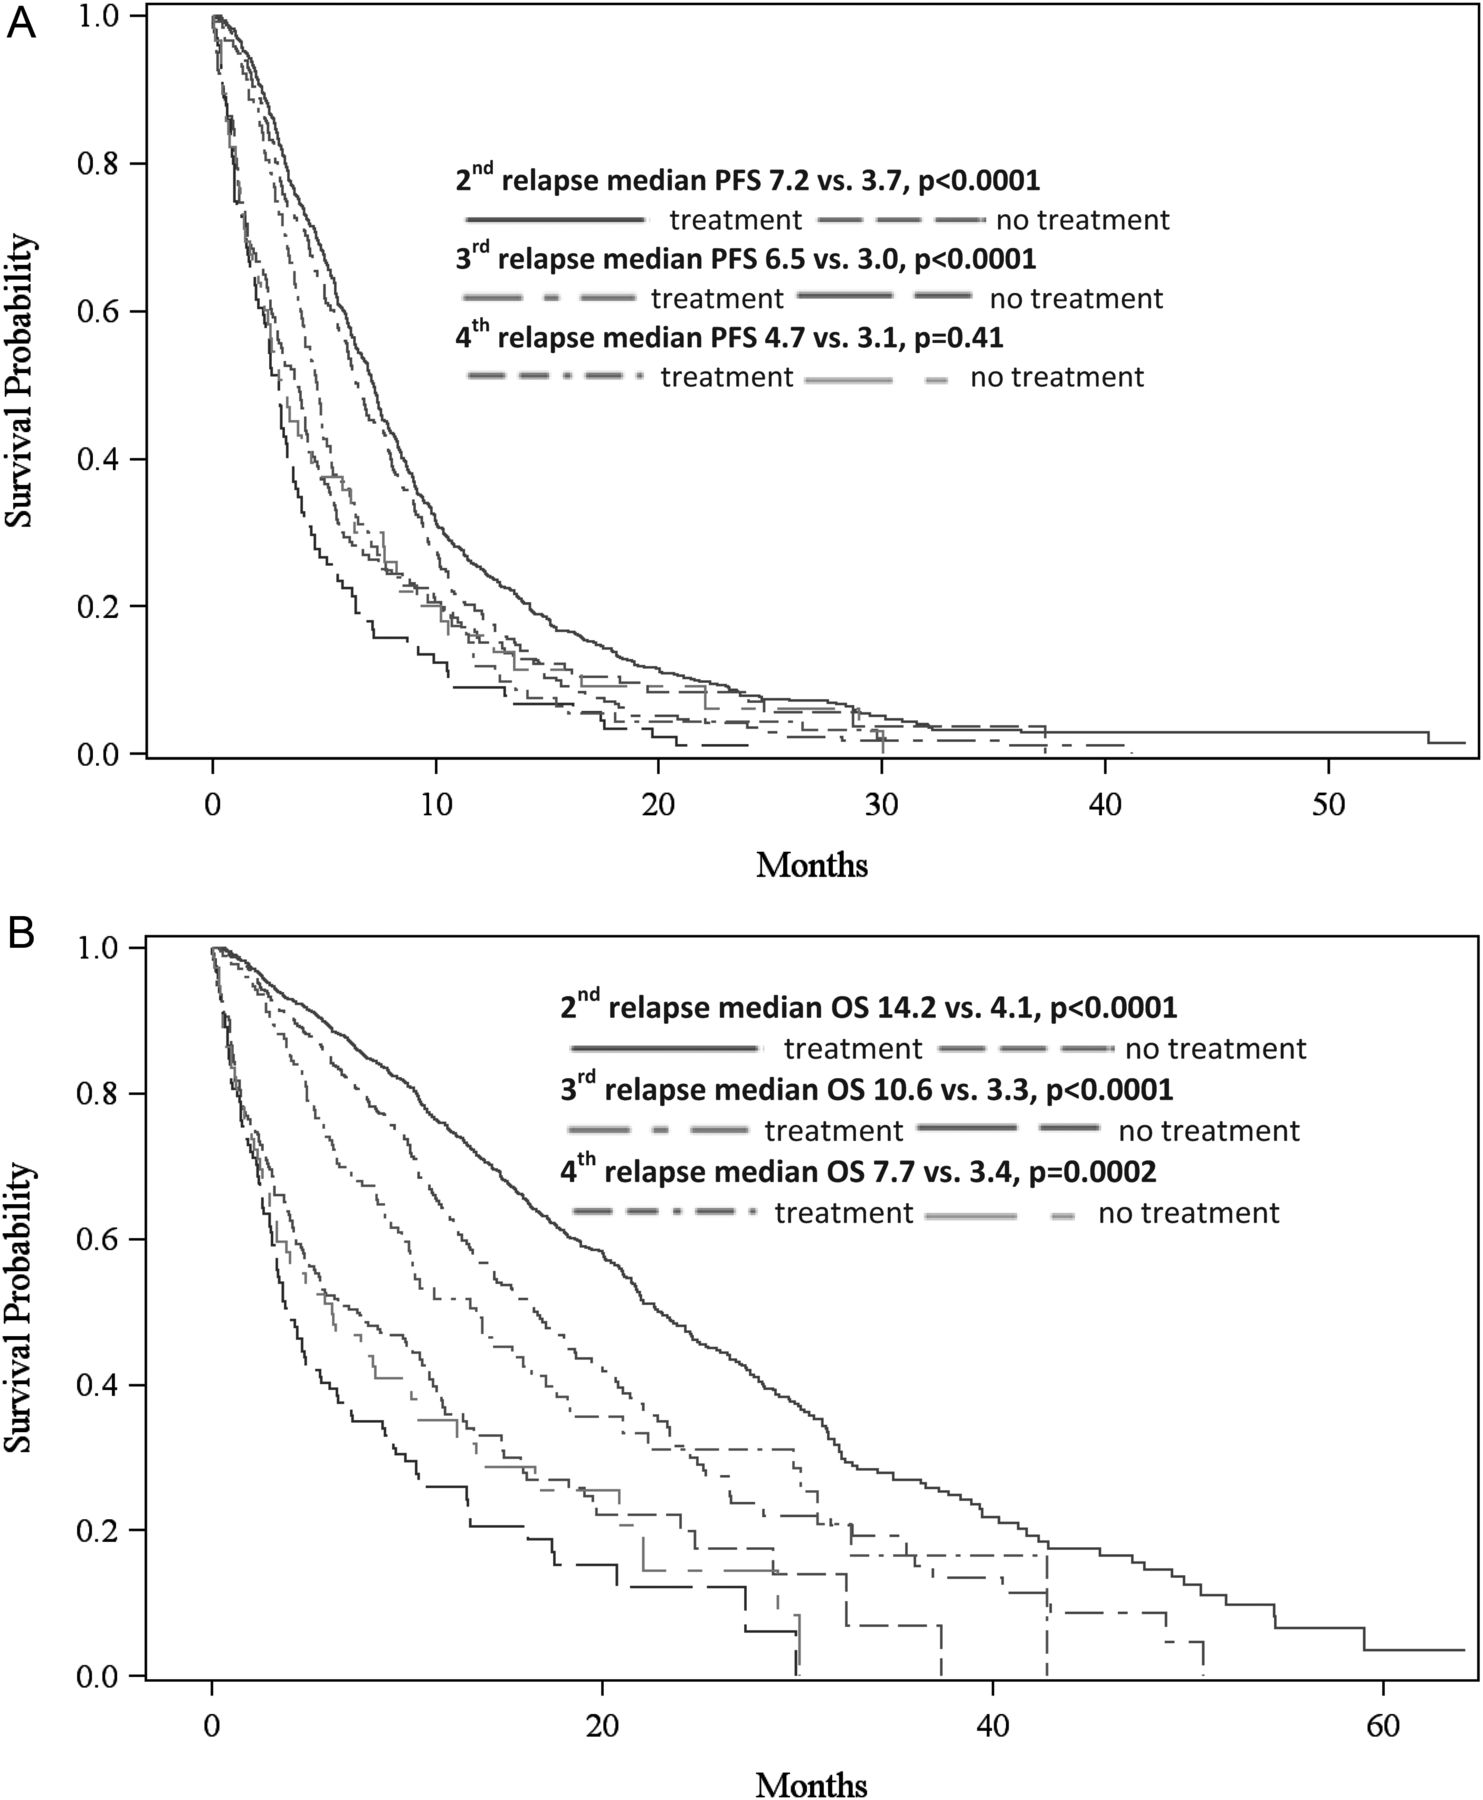 A
1.0
0.8
0.6
0.4
0.2
0.0
Survival Probability
2nd relapse median PFS 7.2 vs. 3.7, p<0.0001
treatment no treatment
3rd relapse median PFS 6.5 vs. 3.0, p<0.0001
treatment no treatment
4th relapse median PFS 4.7 vs. 3.1, p=0.41
treatment no treatment
0 10 20 30 40 50
Months
B
1.0
0.8
0.6
0.4
0.2
0.0
Survival Probability
2nd relapse median OS 14.2 vs. 4.1, p<0.0001
treatment no treatment
3rd relapse median OS 10.6 vs. 3.3, p<0.0001
treatment no treatment
4th relapse median OS 7.7 vs. 3.4, p=0.0002
treatment no treatment
0 20 40 60
Months